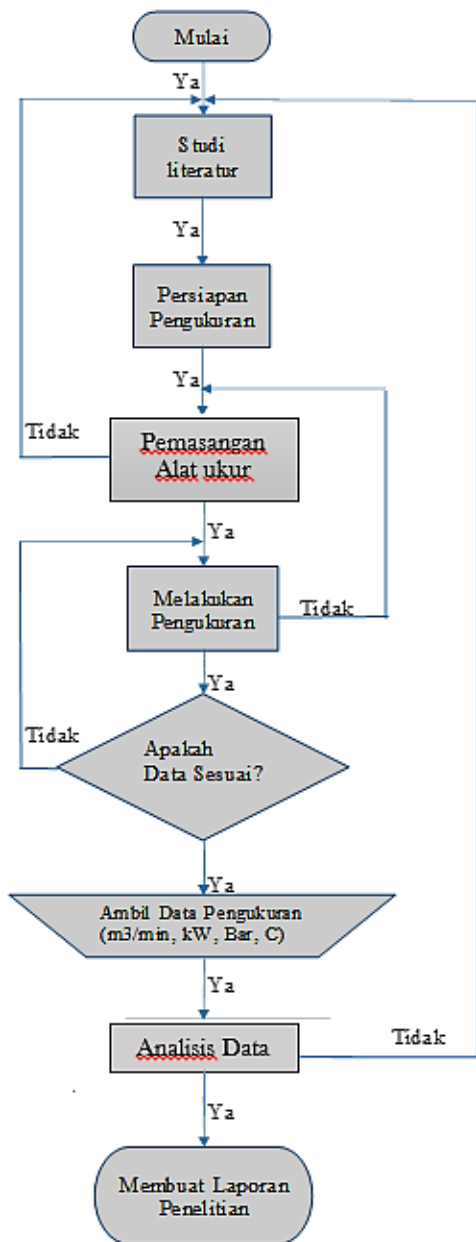 Mulai
Ya
Studi
literatur
Ya
Persiapan
Pengukuran
Ya
Tidak
Pemasangan
Alat ukur
Ya
Melakukan
Pengukuran
Tidak
Ya
Tidak
Apakah
Data Sesuai?
Ya
Ambil Data Pengukuran
(m3/min, kW, Bar, C)
Ya
Analisis Data
Tidak
Ya
Membuat Laporan
Penelitian